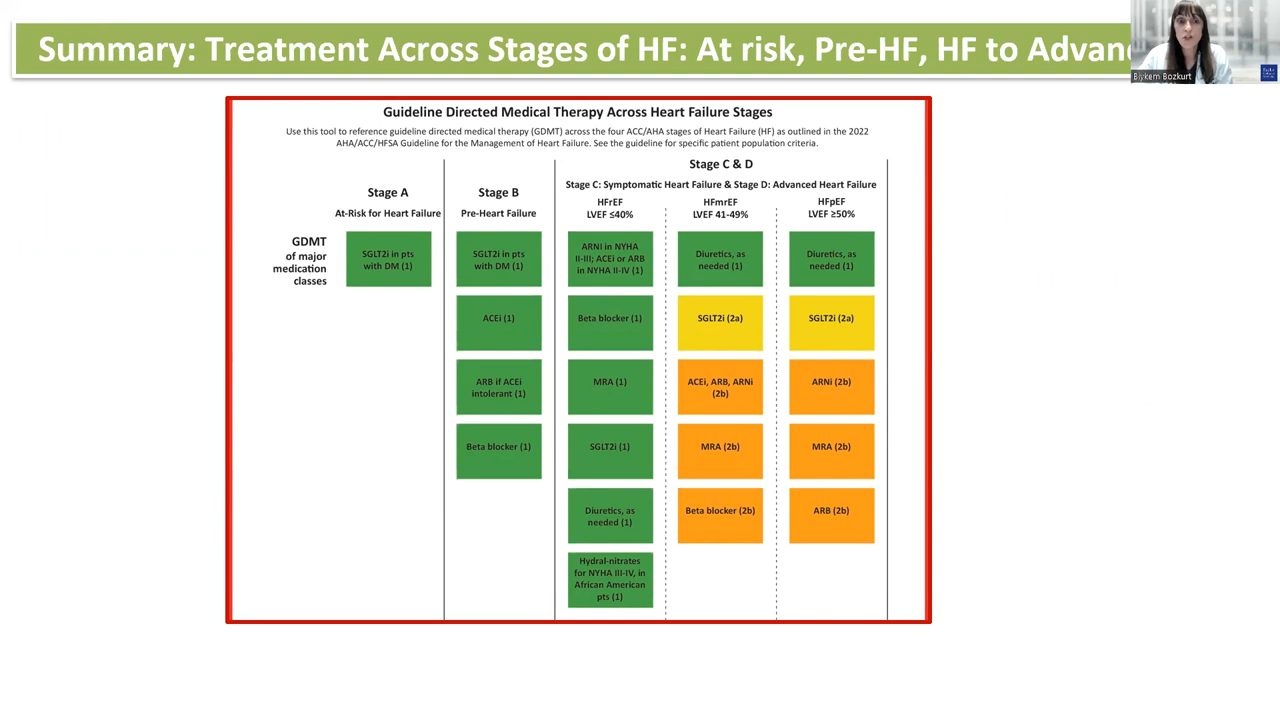 Summary: Treatment Across Stages of HF: At risk, Pre-HF, HF to Advanc
Biykem Bozkurt
Guideline Directed Medical Therapy Across Heart Failure Stages
Use this tool to reference guideline directed medical therapy (GDMT) across the four ACC/AHA stages of Heart Failure (HF) as outlined in the 2022
AHA/ACC/HFSA Guideline for the Management of Heart Failure. See the guideline for specific patient population criteria.
Stage C & D
Stage C: Symptomatic Heart Failure & Stage D: Advanced Heart Failure
Stage A
At-Risk for Heart Failure
Stage B
Pre-Heart Failure
HFrEF
LVEF ≤40%
HFmrEF
LVEF 41-49%
HFpEF
LVEF ≥50%
GDMT
of major
medication
classes
SGLT2i in pts
with DM (1)
SGLT2i in pts
with DM (1)
ARNI in NYHA
II-III; ACEi or ARB
in NYHA II-IV (1)
Diuretics, as
needed (1)
Diuretics, as
needed (1)
ACEi (1)
Beta blocker (1)
SGLT2i (2a)
SGLT2i (2a)
ARB if ACEi
intolerant (1)
MRA (1)
ACEi, ARB, ARNi
(2b)
ARNi (2b)
Beta blocker (1)
SGLT2i (1)
MRA (2b)
MRA (2b)
Diuretics, as
needed (1)
Beta blocker (2b)
ARB (2b)
Hydral-nitrates
for NYHA III-IV, in
African American
pts (1)